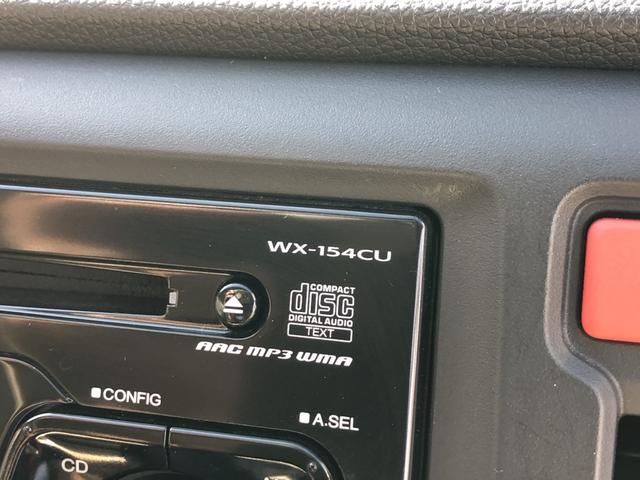 WX-154CU
COMPACT
disc
DIGITAL AUDIO
TEXT
AAC MP3 WMA
CONFIG
A.SEL
CD